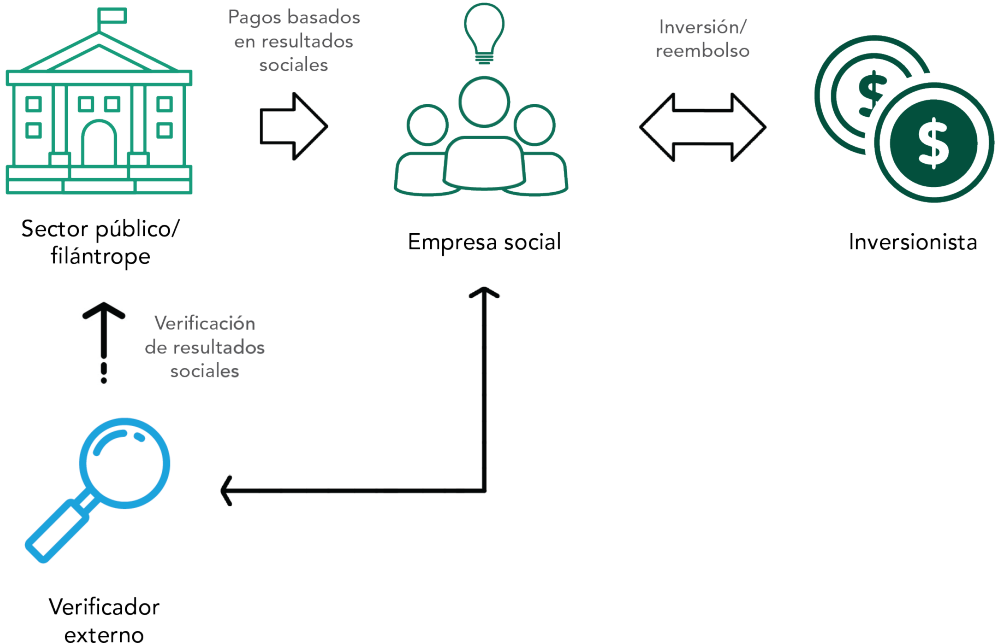 Pagos basados
en resultados
sociales
Inversión/
reembolso
$
$
Sector público/
filántrope
Empresa social
Inversionista
Verificación
de resultados
sociales
Verificador
externo